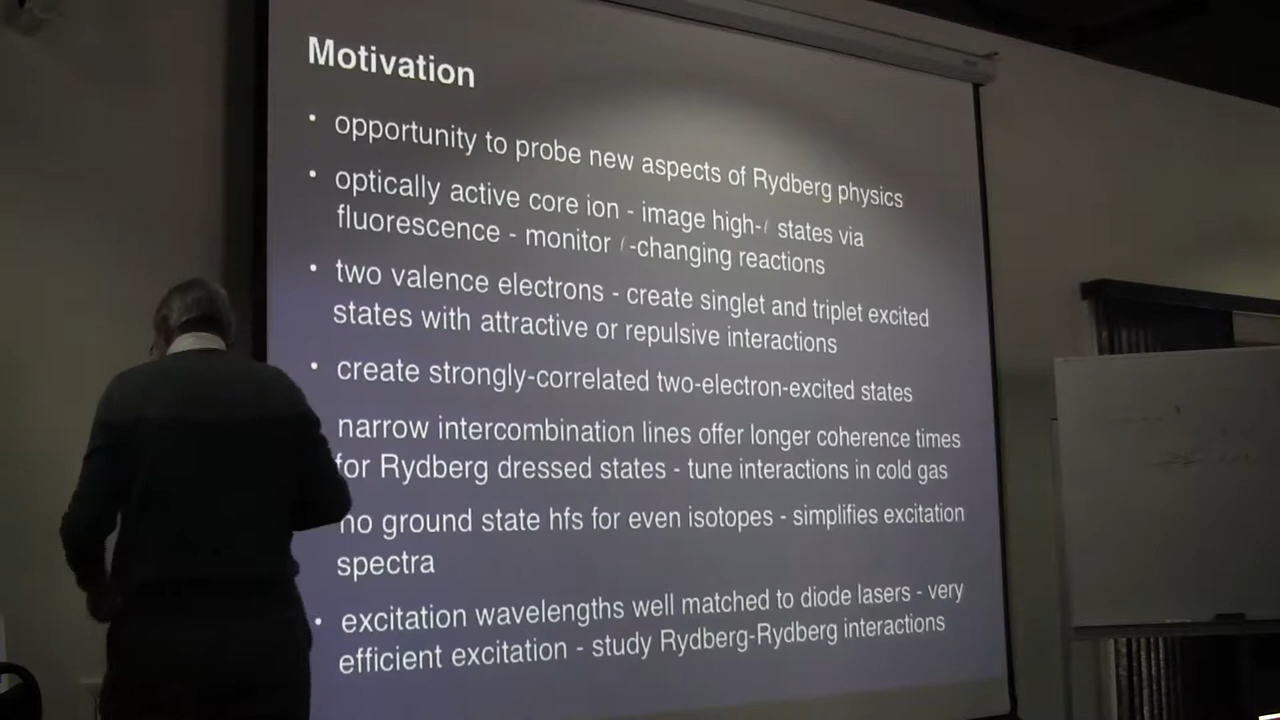 Motivation
• opportunity to probe new aspects of Rydberg physics
• optically active core ion - image high-ℓ states via
fluorescence - monitor ℓ-changing reactions
• two valence electrons - create singlet and triplet excited
states with attractive or repulsive interactions
• create strongly-correlated two-electron-excited states
narrow intercombination lines offer longer coherence times
for Rydberg dressed states - tune interactions in cold gas
no ground state hfs for even isotopes - simplifies excitation
spectra
• excitation wavelengths well matched to diode lasers - very
efficient excitation - study Rydberg-Rydberg interactions